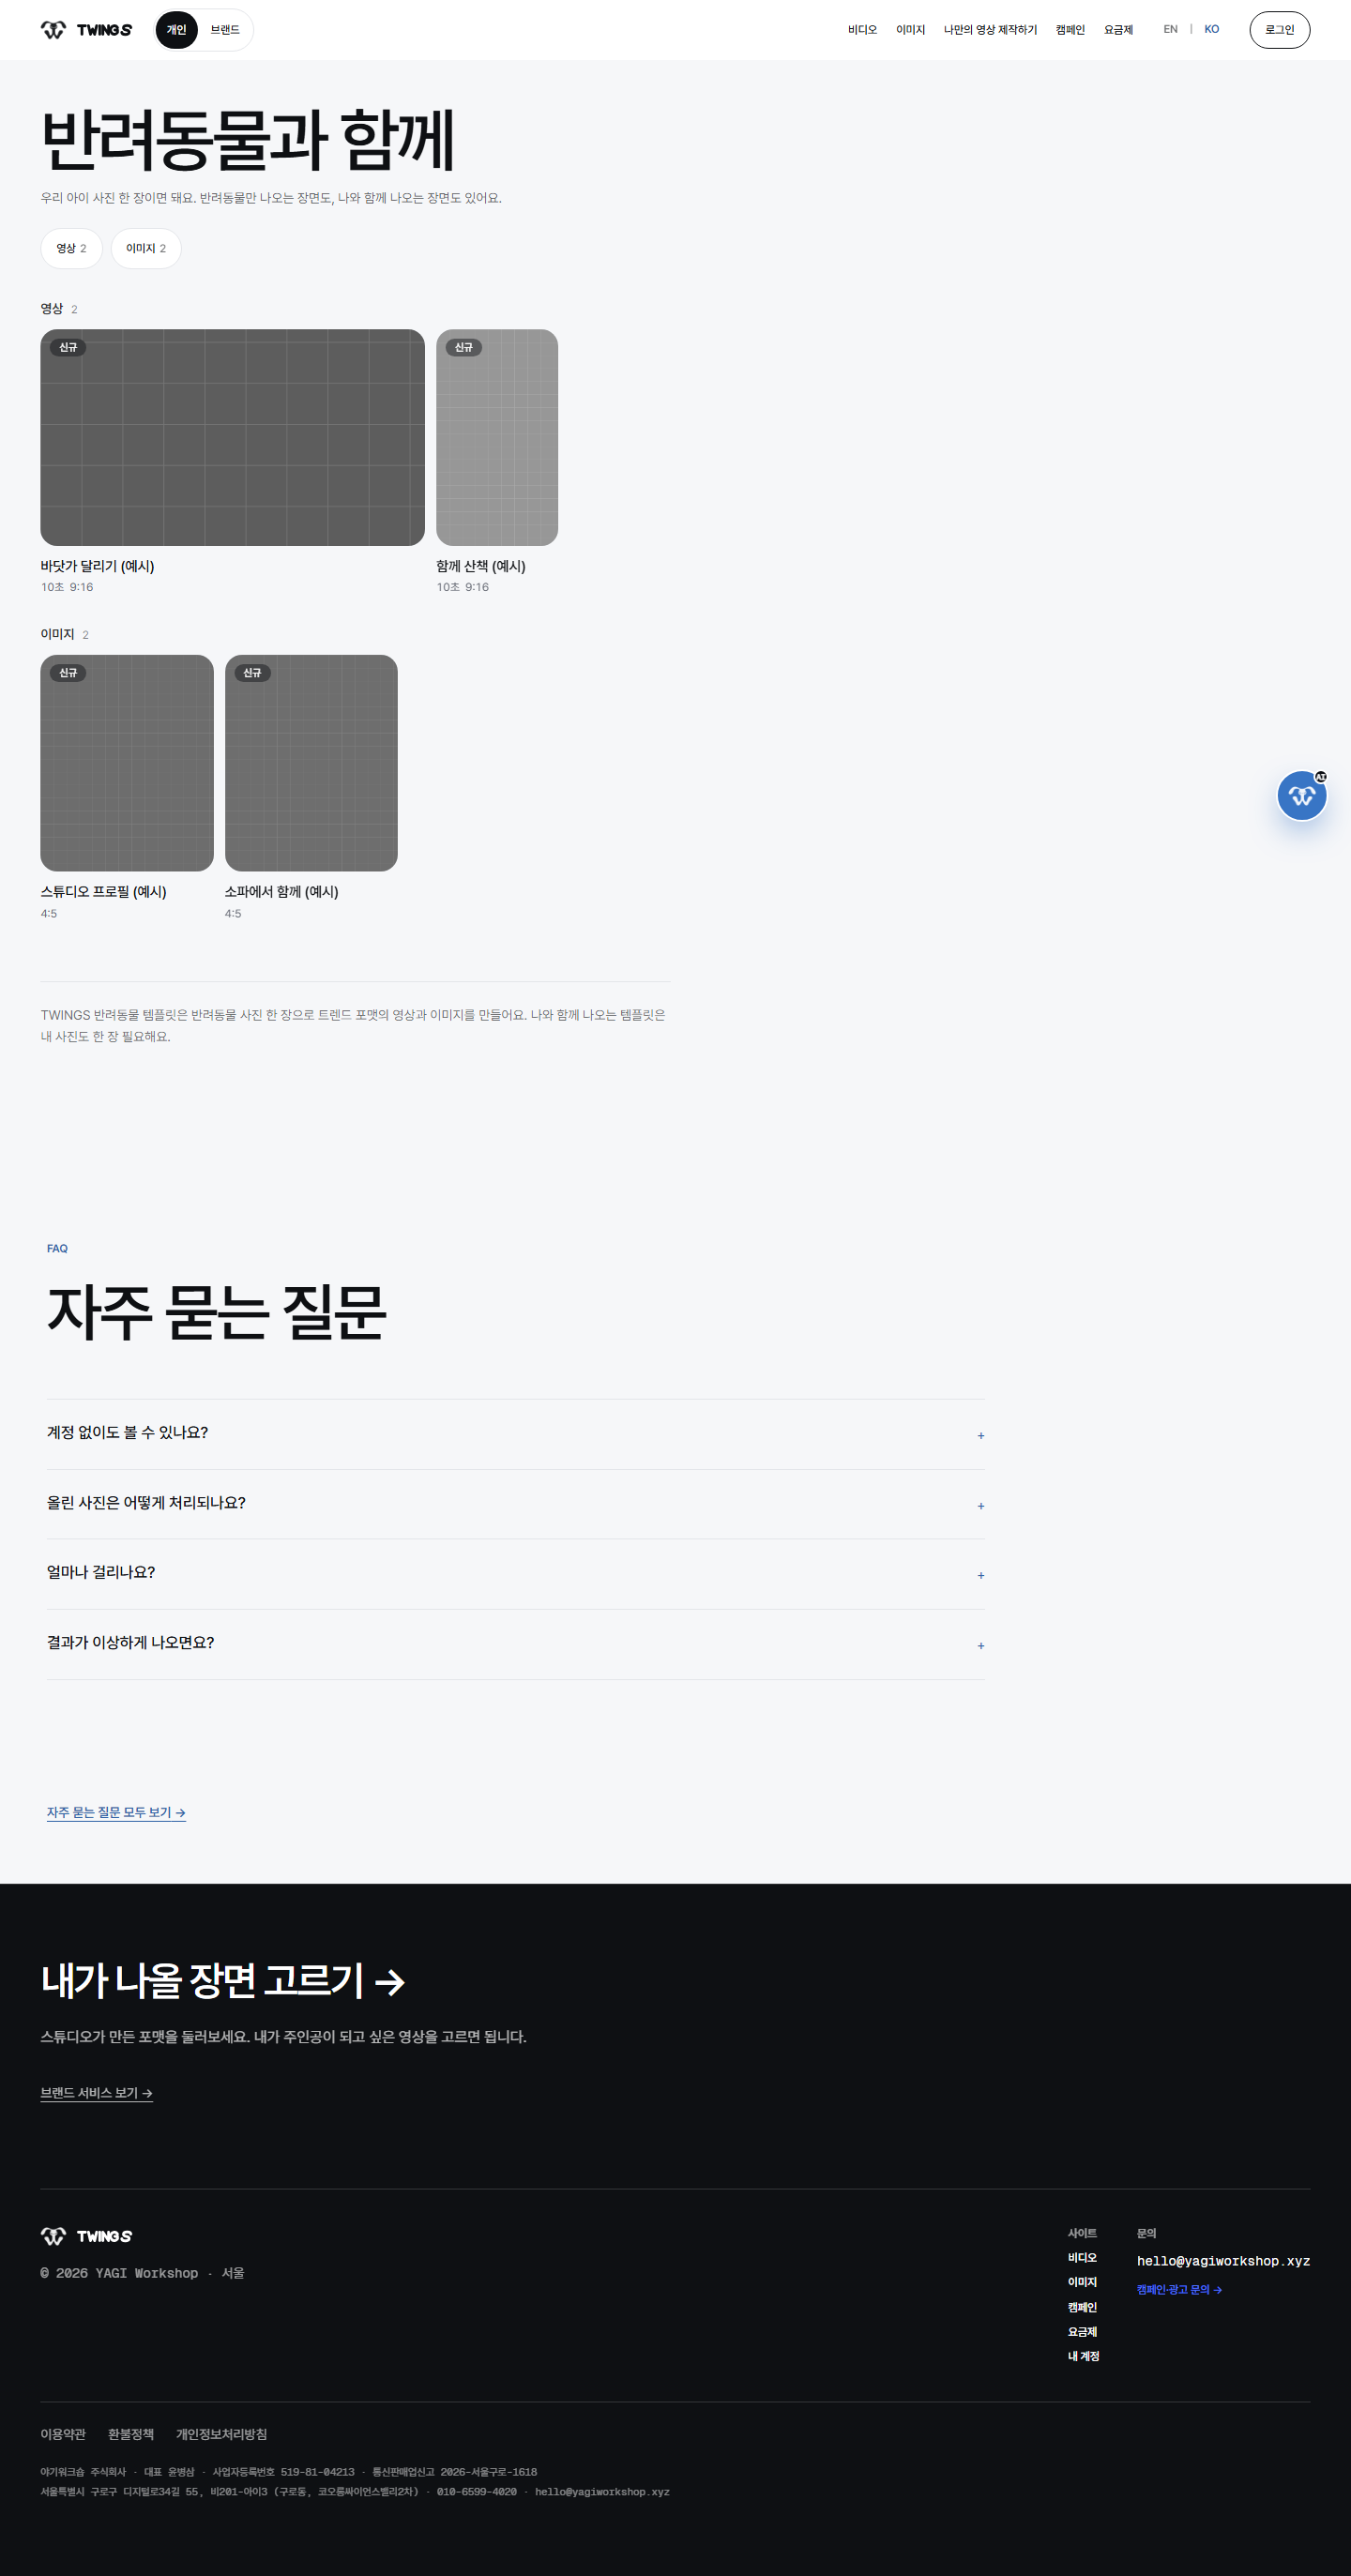 TWINGS
개인
브랜드
비디오
이미지
나만의 영상 제작하기
캠페인
요금제
EN | KO
로그인
반려동물과 함께
우리 아이 사진 한 장이면 돼요. 반려동물만 나오는 장면도, 나와 함께 나오는 장면도 있어요.
영상 2
이미지 2
영상 2
신규
신규
바닷가 달리기 (예시)
10초 9:16
함께 산책 (예시)
10초 9:16
이미지 2
신규
신규
스튜디오 프로필 (예시)
4:5
소파에서 함께 (예시)
4:5
AI
TWINGS 반려동물 템플릿은 반려동물 사진 한 장으로 트렌드 포맷의 영상과 이미지를 만들어요. 나와 함께 나오는 템플릿은
내 사진도 한 장 필요해요.
FAQ
자주 묻는 질문
계정 없이도 볼 수 있나요? +
올린 사진은 어떻게 처리되나요? +
얼마나 걸리나요? +
결과가 이상하게 나오면요? +
자주 묻는 질문 모두 보기 →
내가 나올 장면 고르기 →
스튜디오가 만든 포맷을 둘러보세요. 내가 주인공이 되고 싶은 영상을 고르면 됩니다.
브랜드 서비스 보기 →
TWINGS
© 2026 YAGI Workshop · 서울
사이트
비디오
이미지
캠페인
요금제
내 계정
문의
hello@yagiworkshop.xyz
캠페인·광고 문의 →
이용약관
환불정책
개인정보처리방침
야기워크숍 주식회사 · 대표 윤병삼 · 사업자등록번호 519-81-04213 · 통신판매업신고 2026-서울구로-1618
서울특별시 구로구 디지털로34길 55, 비201-아이3 (구로동, 코오롱싸이언스밸리2차) · 010-6599-4020 · hello@yagiworkshop.xyz